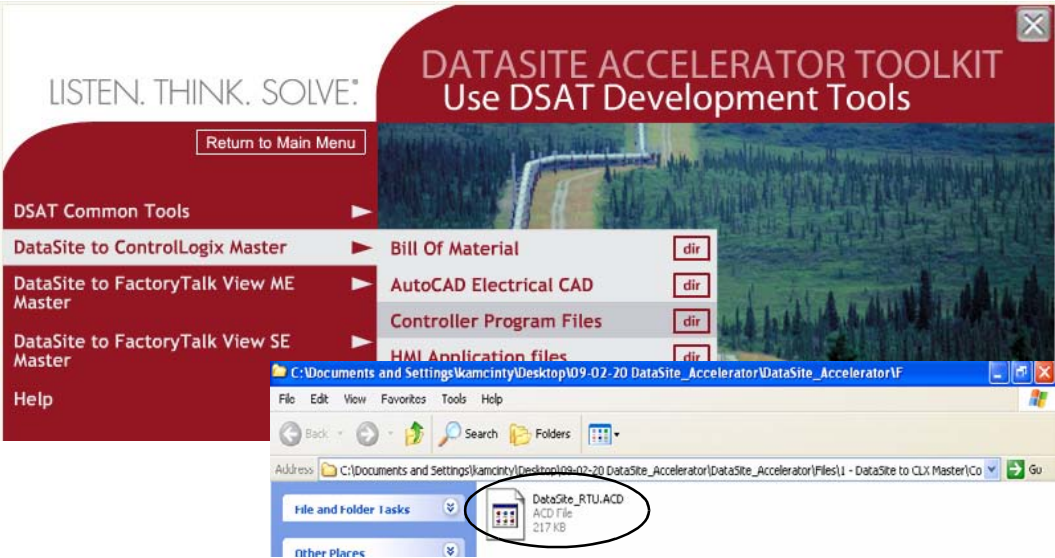 LISTEN. THINK. SOLVE.®
DATASITE ACCELERATOR TOOLKIT
Use DSAT Development Tools
Return to Main Menu
DSAT Common Tools
DataSite to ControlLogix Master
DataSite to FactoryTalk View ME
Master
DataSite to FactoryTalk View SE
Master
Help
Bill Of Material dir
AutoCAD Electrical CAD dir
Controller Program Files dir
HMI Application files dir
C:\Documents and Settings\kamcinty\Desktop\09-02-20 DataSite_Accelerator\DataSite_Accelerator\F
File Edit View Favorites Tools Help
Back Search Folders
Address C:\Documents and Settings\kamcinty\Desktop\09-02-20 DataSite_Accelerator\DataSite_Accelerator\Files\1 - DataSite to CLX Master\Co Go
File and Folder Tasks
Other Places
DataSite_RTU.ACD
ACD File
217 KB